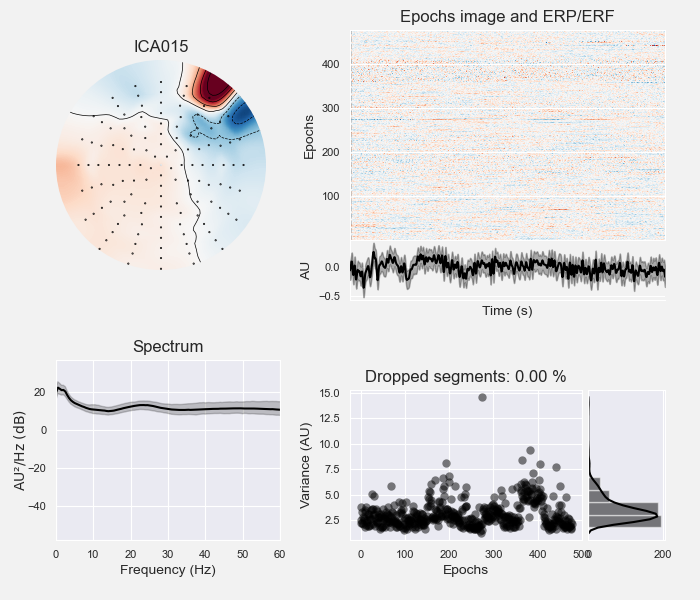 ICA015
Epochs image and ERP/ERF
400
300
200
100
Epochs
0.0
−0.5
AU
Time (s)
Spectrum
20
0
−20
−40
AU²/Hz (dB)
0 10 20 30 40 50 60
Frequency (Hz)
Dropped segments: 0.00 %
15.0
12.5
10.0
7.5
5.0
2.5
Variance (AU)
0 100 200 300 400 500
Epochs
0 200